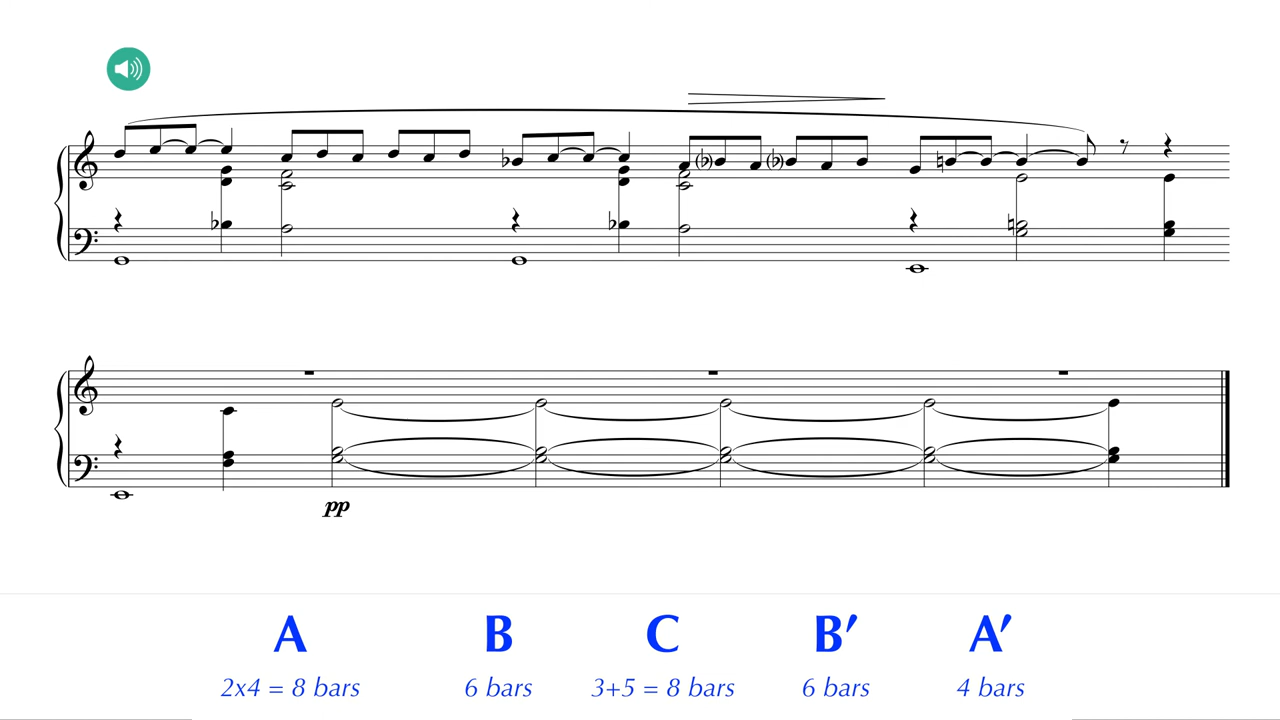 pp
A B C B′ A′
2x4 = 8 bars 6 bars 3+5 = 8 bars 6 bars 4 bars